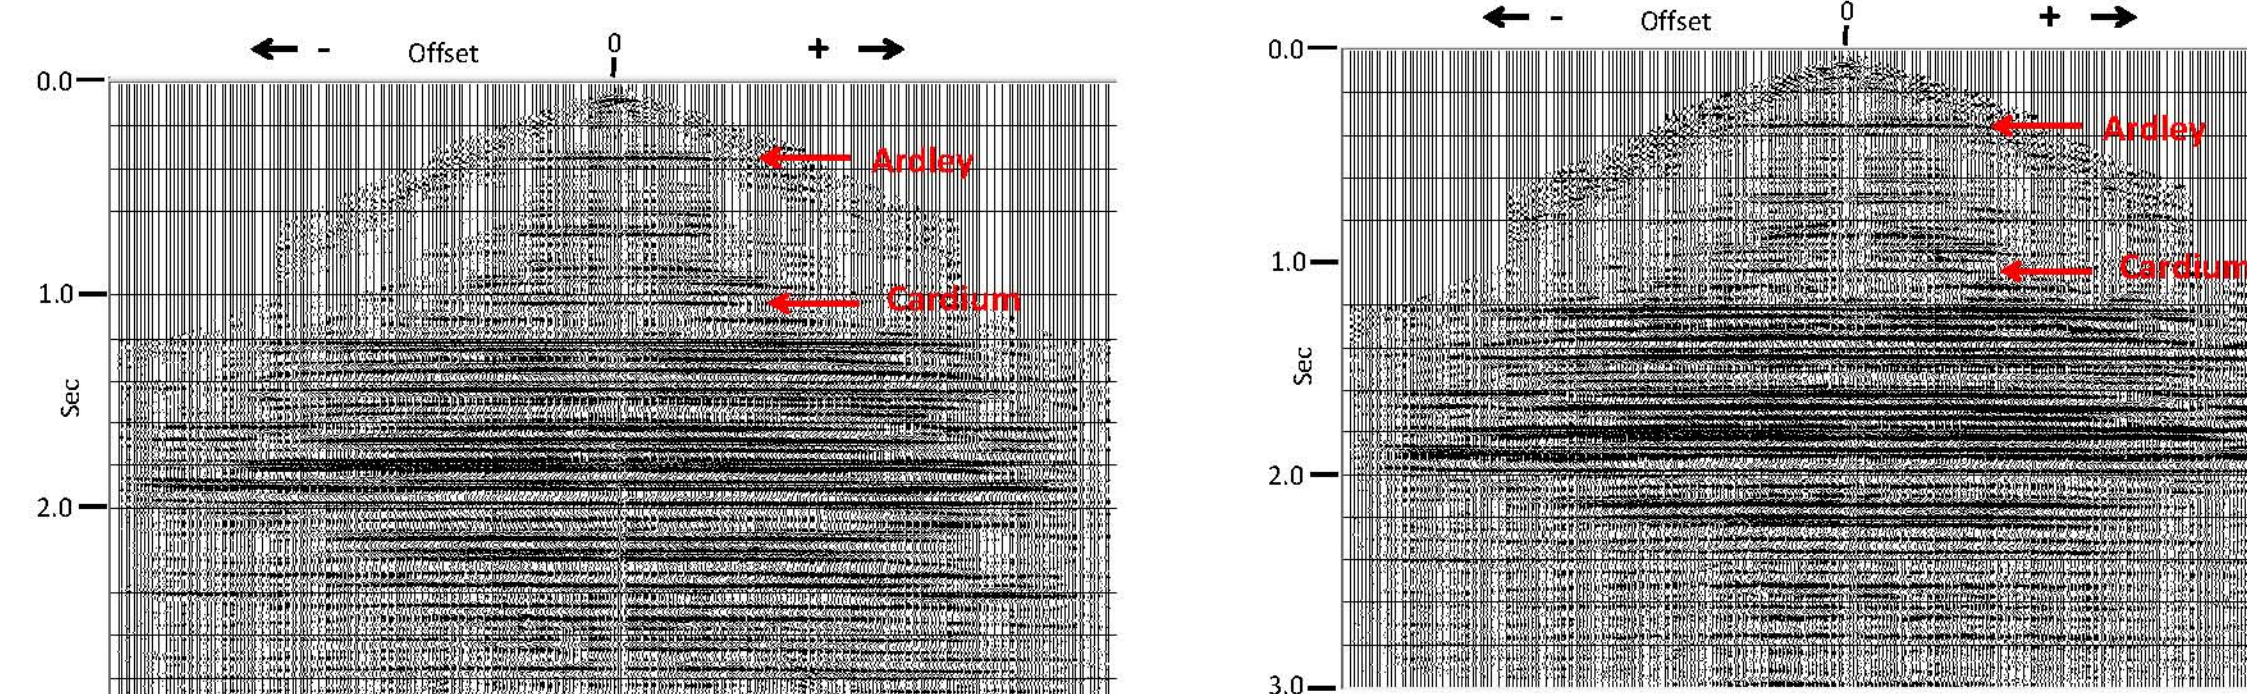 ← - Offset 0 + →
0.0
Ardley
1.0
Cardium
Sec
2.0
← - Offset 0 + →
0.0
Ardley
1.0
Cardium
Sec
2.0
3.0